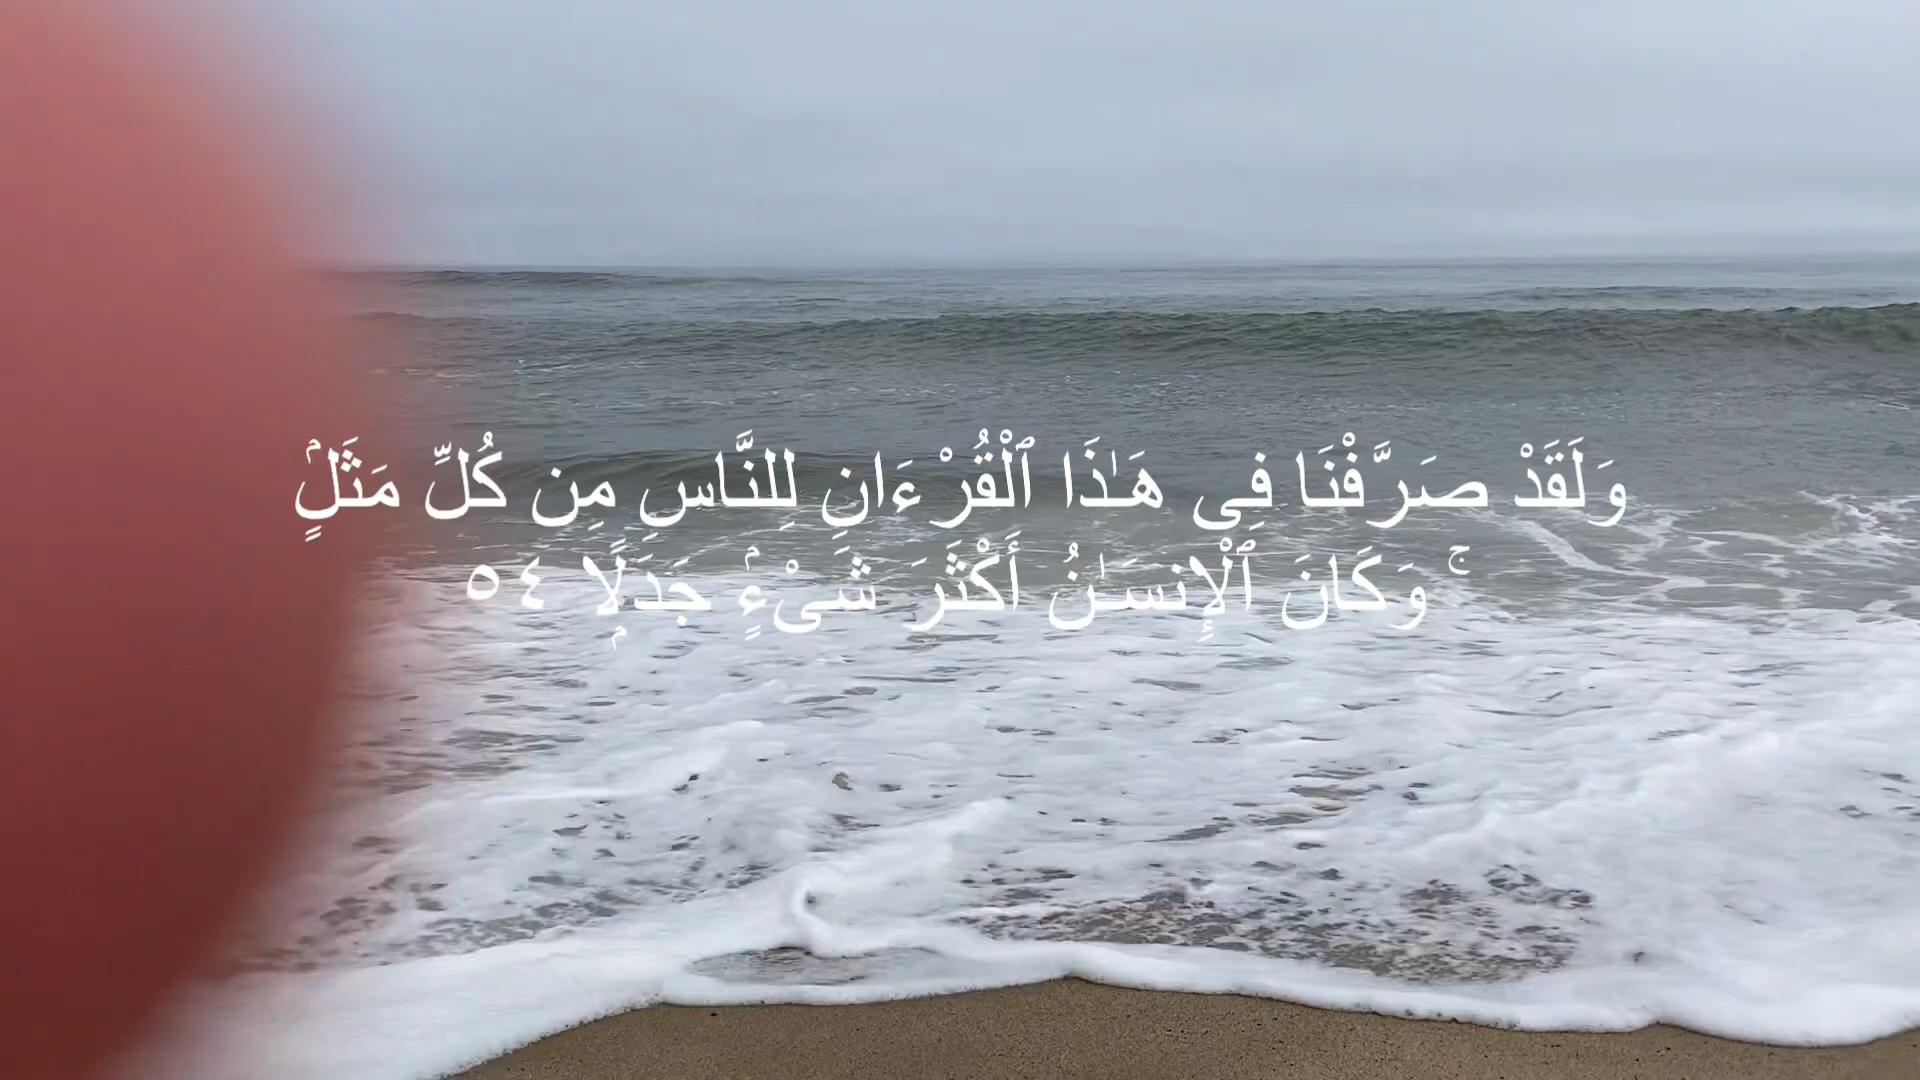 وَلَقَدْ صَرَّفْنَا فِى هَـٰذَا ٱلْقُرْءَانِ لِلنَّاسِ مِن كُلِّ مَثَلٍۢ
ۚ وَكَانَ ٱلْإِنسَـٰنُ أَكْثَرَ شَىْءٍۢ جَدَلًۭا ٥٤